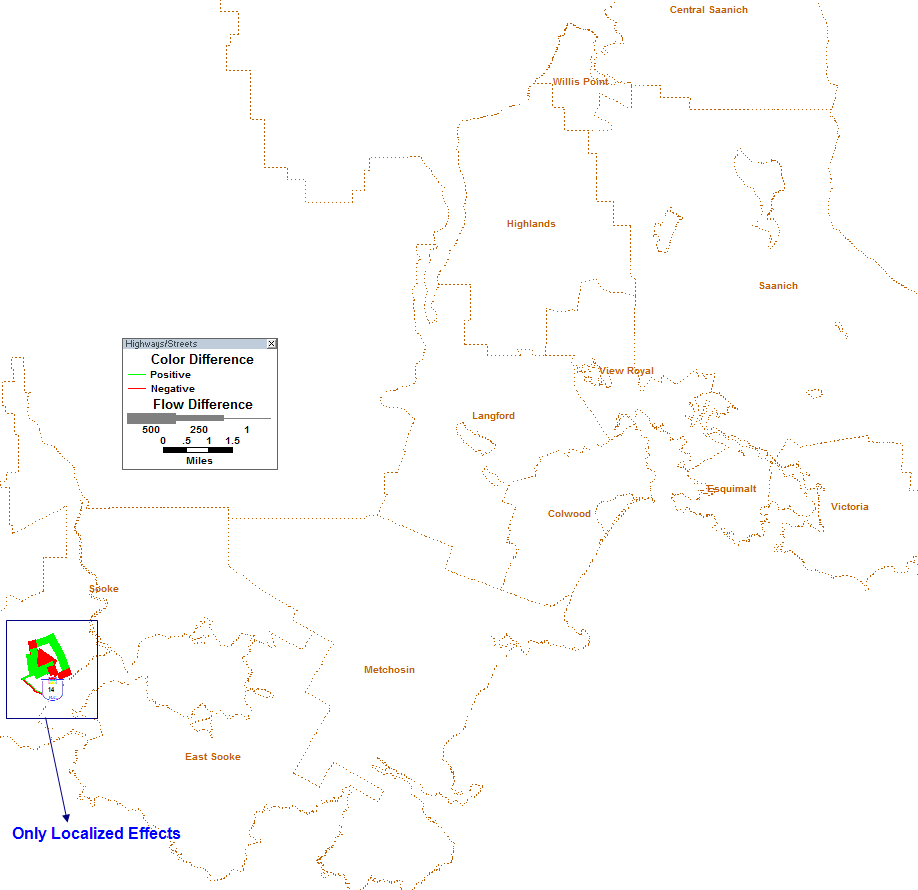 Central Saanich
Willis Point
Highlands
Saanich
Highways/Streets
Color Difference
Positive
Negative
Flow Difference
500 250 1
0 .5 1 1.5
Miles
View Royal
Langford
Esquimalt
Colwood
Victoria
Spoke
14
Metchosin
East Sooke
Only Localized Effects